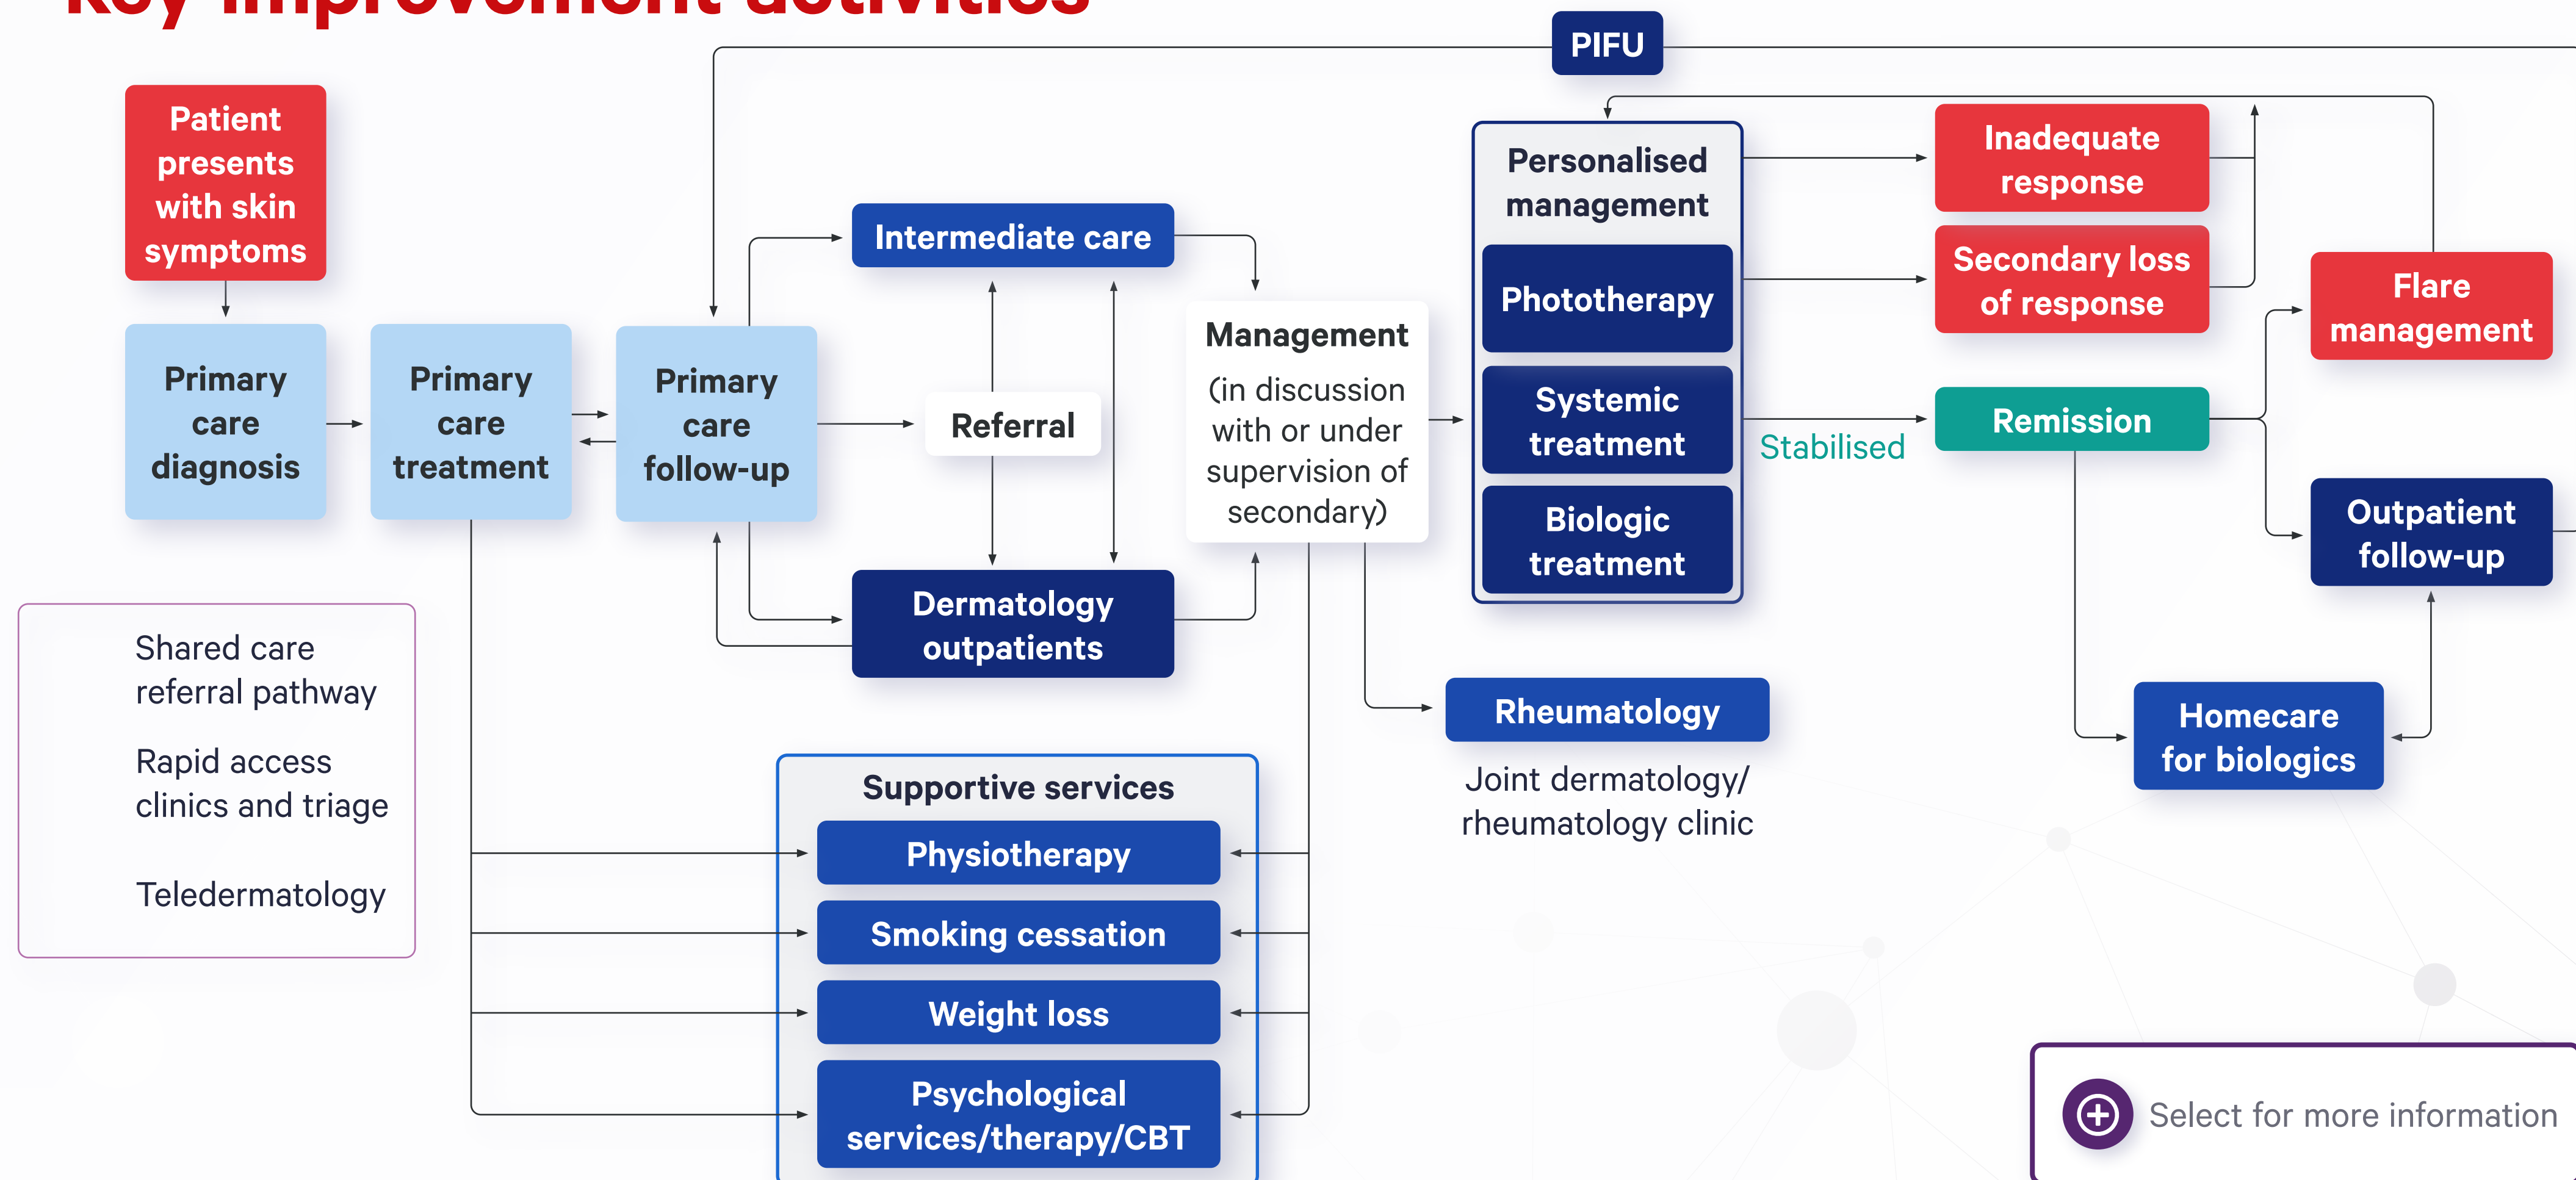 Key improvement activities
PIFU
Patient
presents
with skin
symptoms
Primary
care
diagnosis
Primary
care
treatment
Primary
care
follow-up
Intermediate care
Referral
Dermatology
outpatients
Management
(in discussion
with or under
supervision of
secondary)
Personalised
management
Phototherapy
Systemic
treatment
Biologic
treatment
Inadequate
response
Secondary loss
of response
Stabilised
Remission
Flare
management
Outpatient
follow-up
Homecare
for biologics
Rheumatology
Joint dermatology/
rheumatology clinic
Shared care
referral pathway
Rapid access
clinics and triage
Teledermatology
Supportive services
Physiotherapy
Smoking cessation
Weight loss
Psychological
services/therapy/CBT
Select for more information